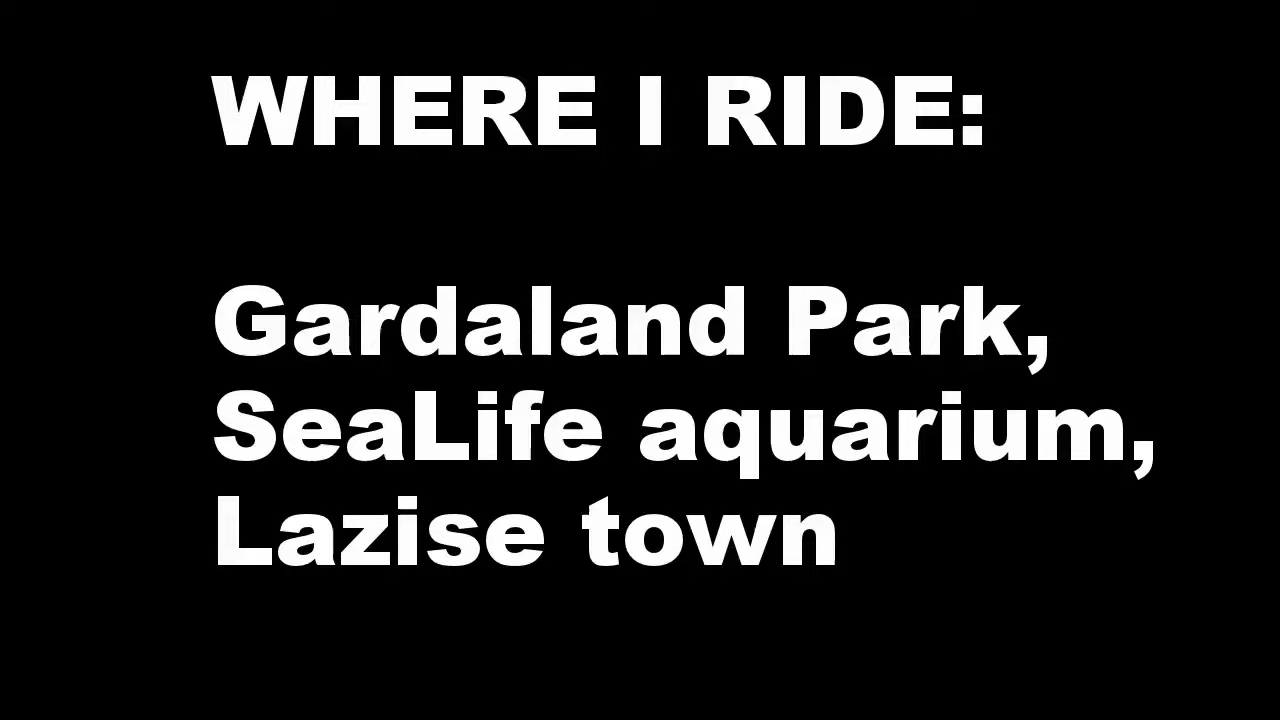 WHERE I RIDE:
Gardaland Park,
SeaLife aquarium,
Lazise town